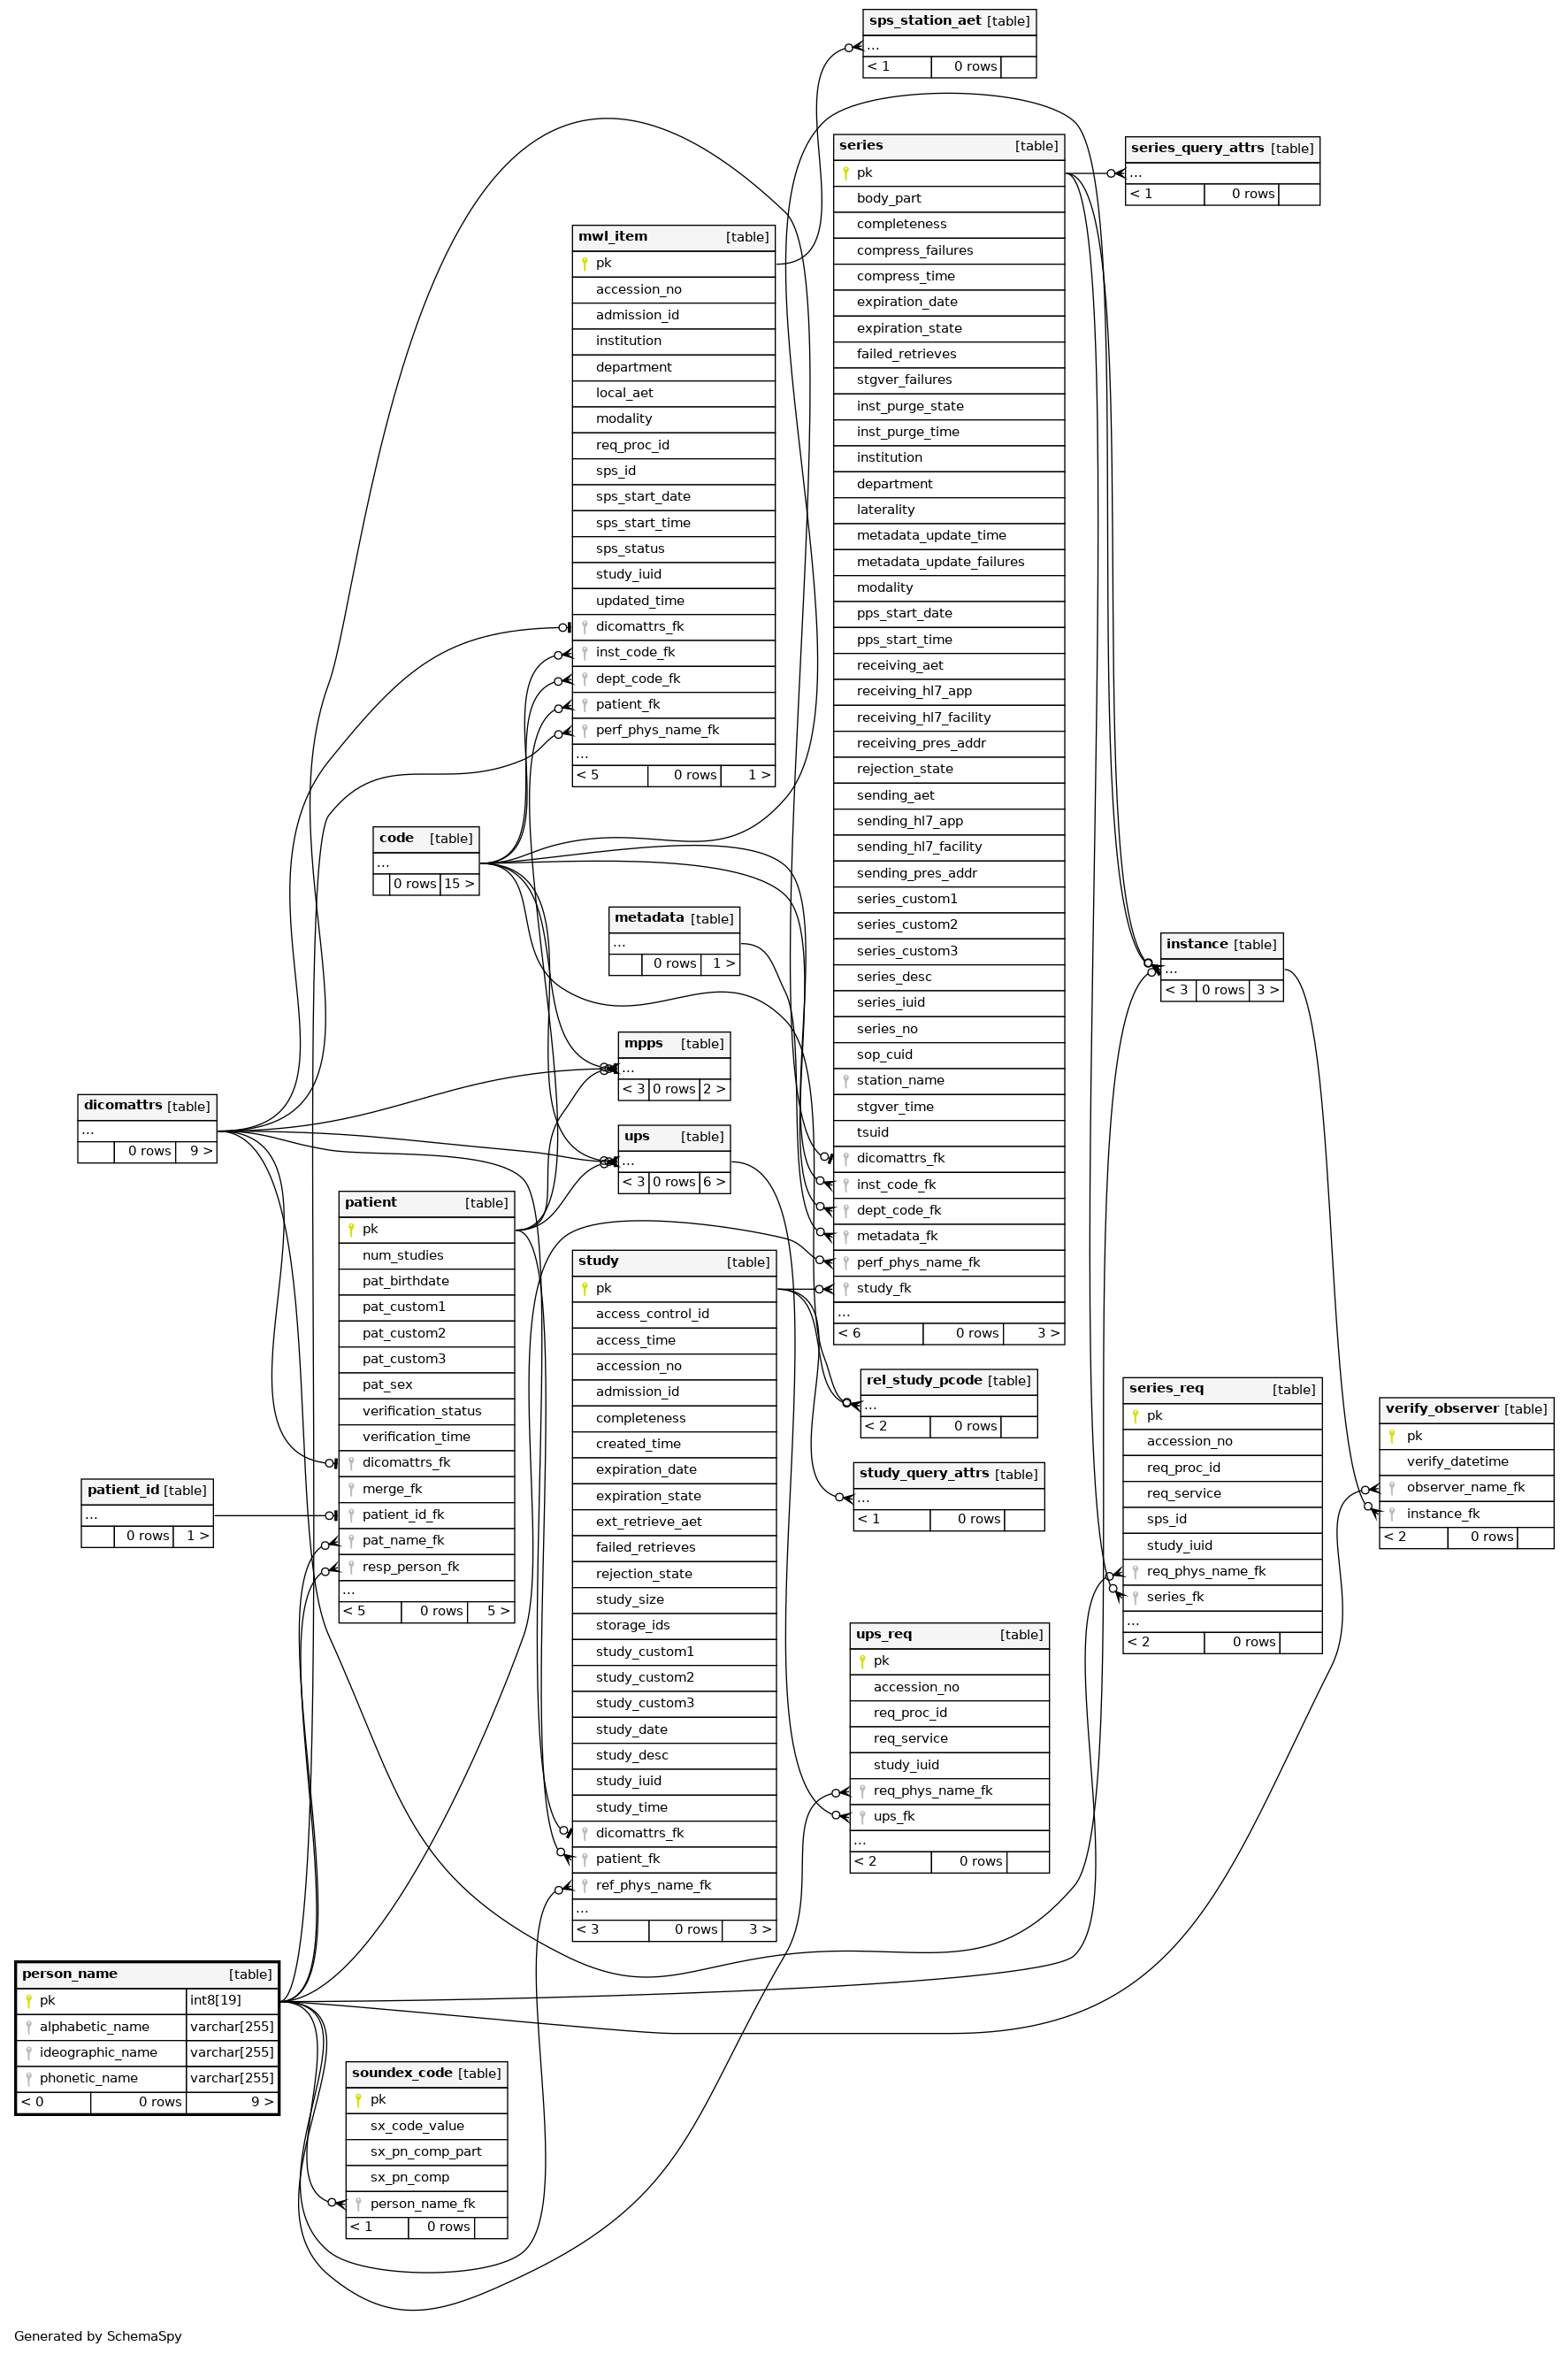 sps_station_aet [table]
...
< 1 0 rows
series [table]
pk
body_part
completeness
compress_failures
compress_time
expiration_date
expiration_state
failed_retrieves
stgver_failures
inst_purge_state
inst_purge_time
institution
department
laterality
metadata_update_time
metadata_update_failures
modality
pps_start_date
pps_start_time
receiving_aet
receiving_hl7_app
receiving_hl7_facility
receiving_pres_addr
rejection_state
sending_aet
sending_hl7_app
sending_hl7_facility
sending_pres_addr
series_custom1
series_custom2
series_custom3
series_desc
series_iuid
series_no
sop_cuid
station_name
stgver_time
tsuid
dicomattrs_fk
inst_code_fk
dept_code_fk
metadata_fk
perf_phys_name_fk
study_fk
...
< 6 0 rows 3 >
series_query_attrs [table]
...
< 1 0 rows
mwl_item [table]
pk
accession_no
admission_id
institution
department
local_aet
modality
req_proc_id
sps_id
sps_start_date
sps_start_time
sps_status
study_iuid
updated_time
dicomattrs_fk
inst_code_fk
dept_code_fk
patient_fk
perf_phys_name_fk
...
< 5 0 rows 1 >
code [table]
...
0 rows 15 >
metadata [table]
...
0 rows 1 >
instance [table]
...
< 3 0 rows 3 >
mpps [table]
...
< 3 0 rows 2 >
dicomattrs [table]
...
0 rows 9 >
ups [table]
...
< 3 0 rows 6 >
patient [table]
pk
num_studies
pat_birthdate
pat_custom1
pat_custom2
pat_custom3
pat_sex
verification_status
verification_time
dicomattrs_fk
merge_fk
patient_id_fk
pat_name_fk
resp_person_fk
...
< 5 0 rows 5 >
study [table]
pk
access_control_id
access_time
accession_no
admission_id
completeness
created_time
expiration_date
expiration_state
ext_retrieve_aet
failed_retrieves
rejection_state
study_size
storage_ids
study_custom1
study_custom2
study_custom3
study_date
study_desc
study_iuid
study_time
dicomattrs_fk
patient_fk
ref_phys_name_fk
...
< 3 0 rows 3 >
rel_study_pcode [table]
...
< 2 0 rows
series_req [table]
pk
accession_no
req_proc_id
req_service
sps_id
study_iuid
req_phys_name_fk
series_fk
...
< 2 0 rows
verify_observer [table]
pk
verify_datetime
observer_name_fk
instance_fk
< 2 0 rows
study_query_attrs [table]
...
< 1 0 rows
patient_id [table]
...
0 rows 1 >
ups_req [table]
pk
accession_no
req_proc_id
req_service
study_iuid
req_phys_name_fk
ups_fk
...
< 2 0 rows
person_name [table]
pk int8[19]
alphabetic_name varchar[255]
ideographic_name varchar[255]
phonetic_name varchar[255]
< 0 0 rows 9 >
soundex_code [table]
pk
sx_code_value
sx_pn_comp_part
sx_pn_comp
person_name_fk
< 1 0 rows
Generated by SchemaSpy